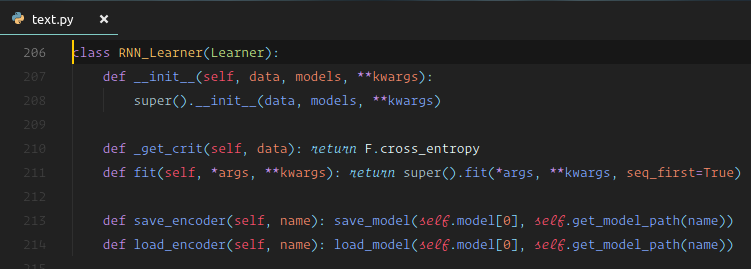 text.py ×
206 class RNN_Learner(Learner):
207     def __init__(self, data, models, **kwargs):
208         super().__init__(data, models, **kwargs)
209
210     def _get_crit(self, data): return F.cross_entropy
211     def fit(self, *args, **kwargs): return super().fit(*args, **kwargs, seq_first=True)
212
213     def save_encoder(self, name): save_model(self.model[0], self.get_model_path(name))
214     def load_encoder(self, name): load_model(self.model[0], self.get_model_path(name))
215